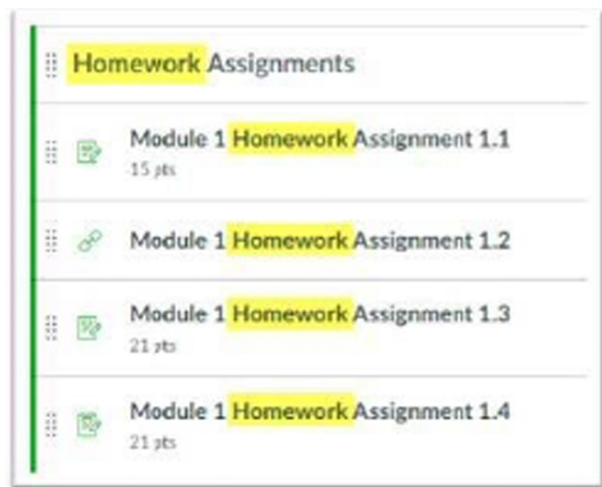 Homework Assignments
Module 1 Homework Assignment 1.1
15 pts
Module 1 Homework Assignment 1.2
Module 1 Homework Assignment 1.3
21 pts
Module 1 Homework Assignment 1.4
21 pts